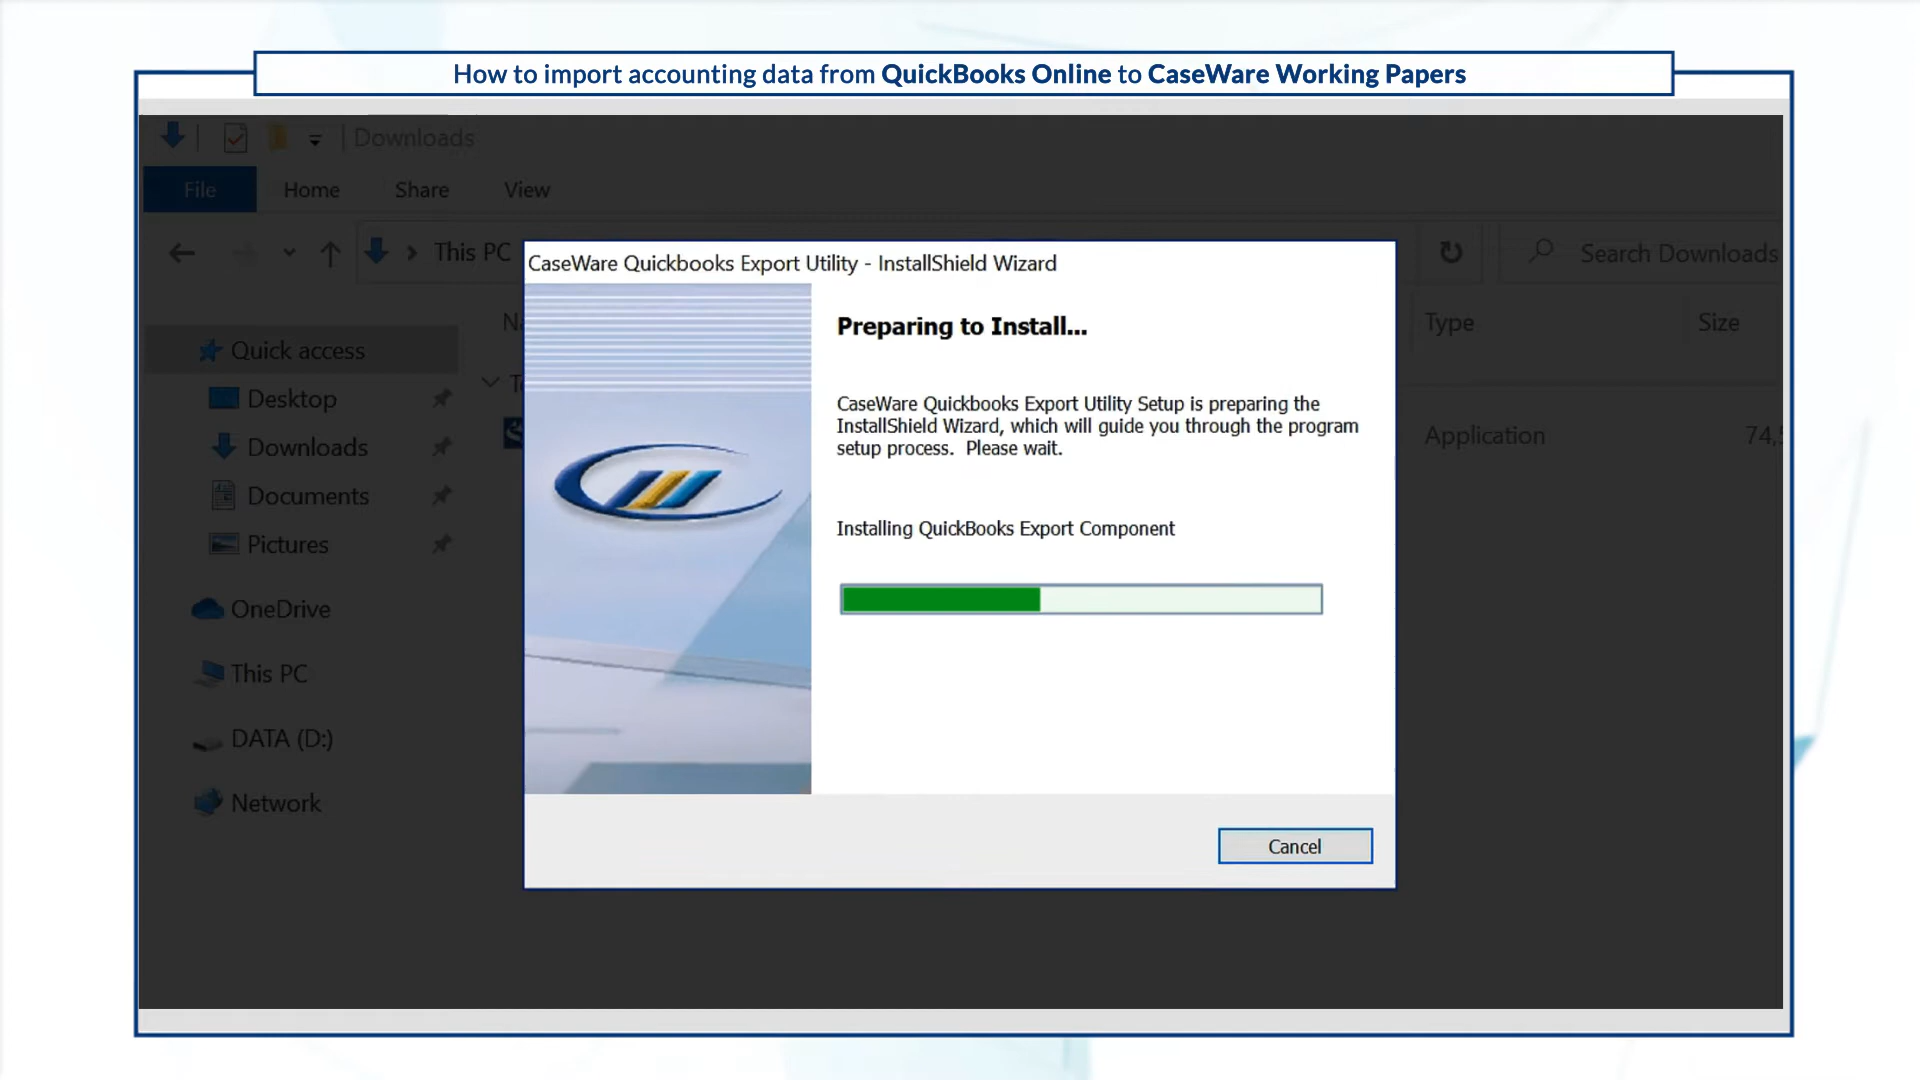 How to import accounting data from QuickBooks Online to CaseWare Working Papers
Downloads
File Home Share View
This PC
Search Downloads
CaseWare Quickbooks Export Utility - InstallShield Wizard
Preparing to Install...
CaseWare Quickbooks Export Utility Setup is preparing the
InstallShield Wizard, which will guide you through the program
setup process. Please wait.
Installing QuickBooks Export Component
Cancel
Type Size
Application
Quick access
Desktop
Downloads
Documents
Pictures
OneDrive
This PC
DATA (D:)
Network